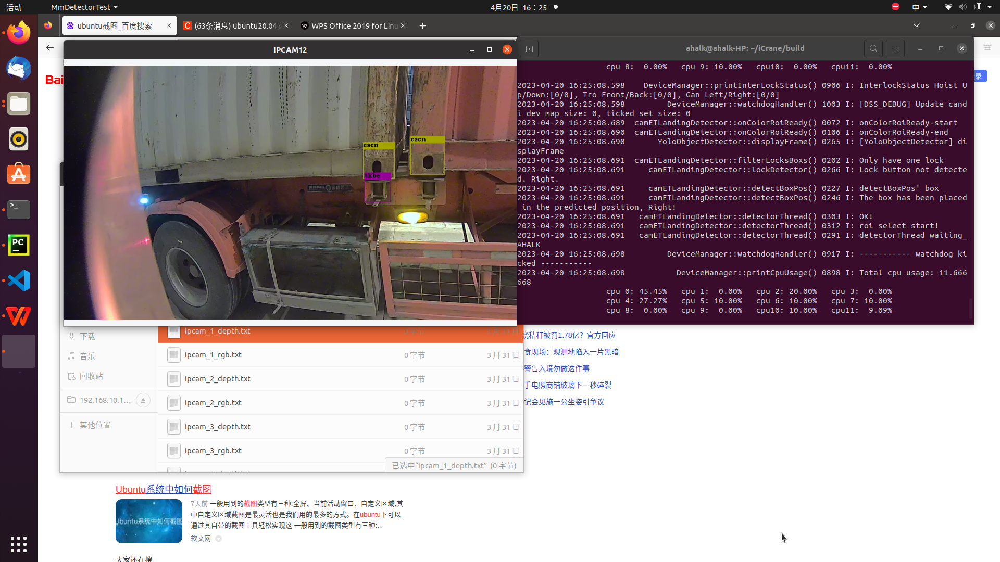 活动
MmDetectorTest
4月20日 16：25
中
ubuntu截图_百度搜索
(63条消息) ubuntu20.04安
WPS Office 2019 for Linu
IPCAM12
ahalk@ahalk-HP: ~/iCrane/build
Bai
录
cscn
cscn
tkbe
cpu 8: 0.00% cpu 9: 10.00% cpu10: 0.00% cpu11: 0.00%
2023-04-20 16:25:08.598 DeviceManager::printInterLockStatus() 0906 I: InterlockStatus Hoist U
p/Down:[0/0], Tro Front/Back:[0/0], Gan Left/Right:[0/0]
2023-04-20 16:25:08.598 DeviceManager::watchdogHandler() 1003 I: [DSS_DEBUG] Update cand
i dev map size: 0, ticked set size: 0
2023-04-20 16:25:08.689 camETLandingDetector::onColorRoiReady() 0072 I: onColorRoiReady-start
2023-04-20 16:25:08.690 camETLandingDetector::onColorRoiReady() 0106 I: onColorRoiReady-end
2023-04-20 16:25:08.690 YoloObjectDetector::displayFrame() 0265 I: [YoloObjectDetector] di
splayFrame
2023-04-20 16:25:08.691 camETLandingDetector::filterLocksBoxs() 0202 I: Only have one lock
2023-04-20 16:25:08.691 camETLandingDetector::lockDetector() 0266 I: Lock button not detecte
d. Right.
2023-04-20 16:25:08.691 camETLandingDetector::detectBoxPos() 0227 I: detectBoxPos' box
2023-04-20 16:25:08.691 camETLandingDetector::detectBoxPos() 0246 I: The box has been placed
in the predicted position, Right!
2023-04-20 16:25:08.691 camETLandingDetector::detectorThread() 0303 I: OK!
2023-04-20 16:25:08.691 camETLandingDetector::detectorThread() 0312 I: roi select start!
2023-04-20 16:25:08.691 camETLandingDetector::detectorThread() 0291 I: detectorThread waiting_
AHALK
2023-04-20 16:25:08.698 DeviceManager::watchdogHandler() 0917 I: ----------- watchdog ki
cked -----------
2023-04-20 16:25:08.698 DeviceManager::printCpuUsage() 0898 I: Total cpu usage: 11.666
668
cpu 0: 45.45% cpu 1: 0.00% cpu 2: 20.00% cpu 3: 0.00%
cpu 4: 27.27% cpu 5: 10.00% cpu 6: 10.00% cpu 7: 10.00%
cpu 8: 0.00% cpu 9: 0.00% cpu10: 10.00% cpu11: 9.09%
下载
音乐
回收站
192.168.10.1…
其他位置
ipcam_1_depth.txt 0 字节 3 月 31 日
ipcam_1_rgb.txt 0 字节 3 月 31 日
ipcam_2_depth.txt 0 字节 3 月 31 日
ipcam_2_rgb.txt 0 字节 3 月 31 日
ipcam_3_depth.txt 0 字节 3 月 31 日
ipcam_3_rgb.txt 0 字节 3 月 31 日
已选中“ipcam_1_depth.txt” (0 字节)
烧秸秆被罚1.78亿？官方回应
食现场：观测地陷入一片黑暗
警告入境勿做这件事
手电照商铺玻璃下一秒碎裂
记会见施一公坐姿引争议
Ubuntu系统中如何截图
Ubuntu系统中如何截图
7天前 一般用到的截图类型有三种:全屏、当前活动窗口、自定义区域,其
中自定义区域截图是最灵活也是我们用的最多的方式。在ubuntu下可以
通过其自带的截图工具轻松实现这 一般用到的截图类型有三种:...
软文网
大家还在搜